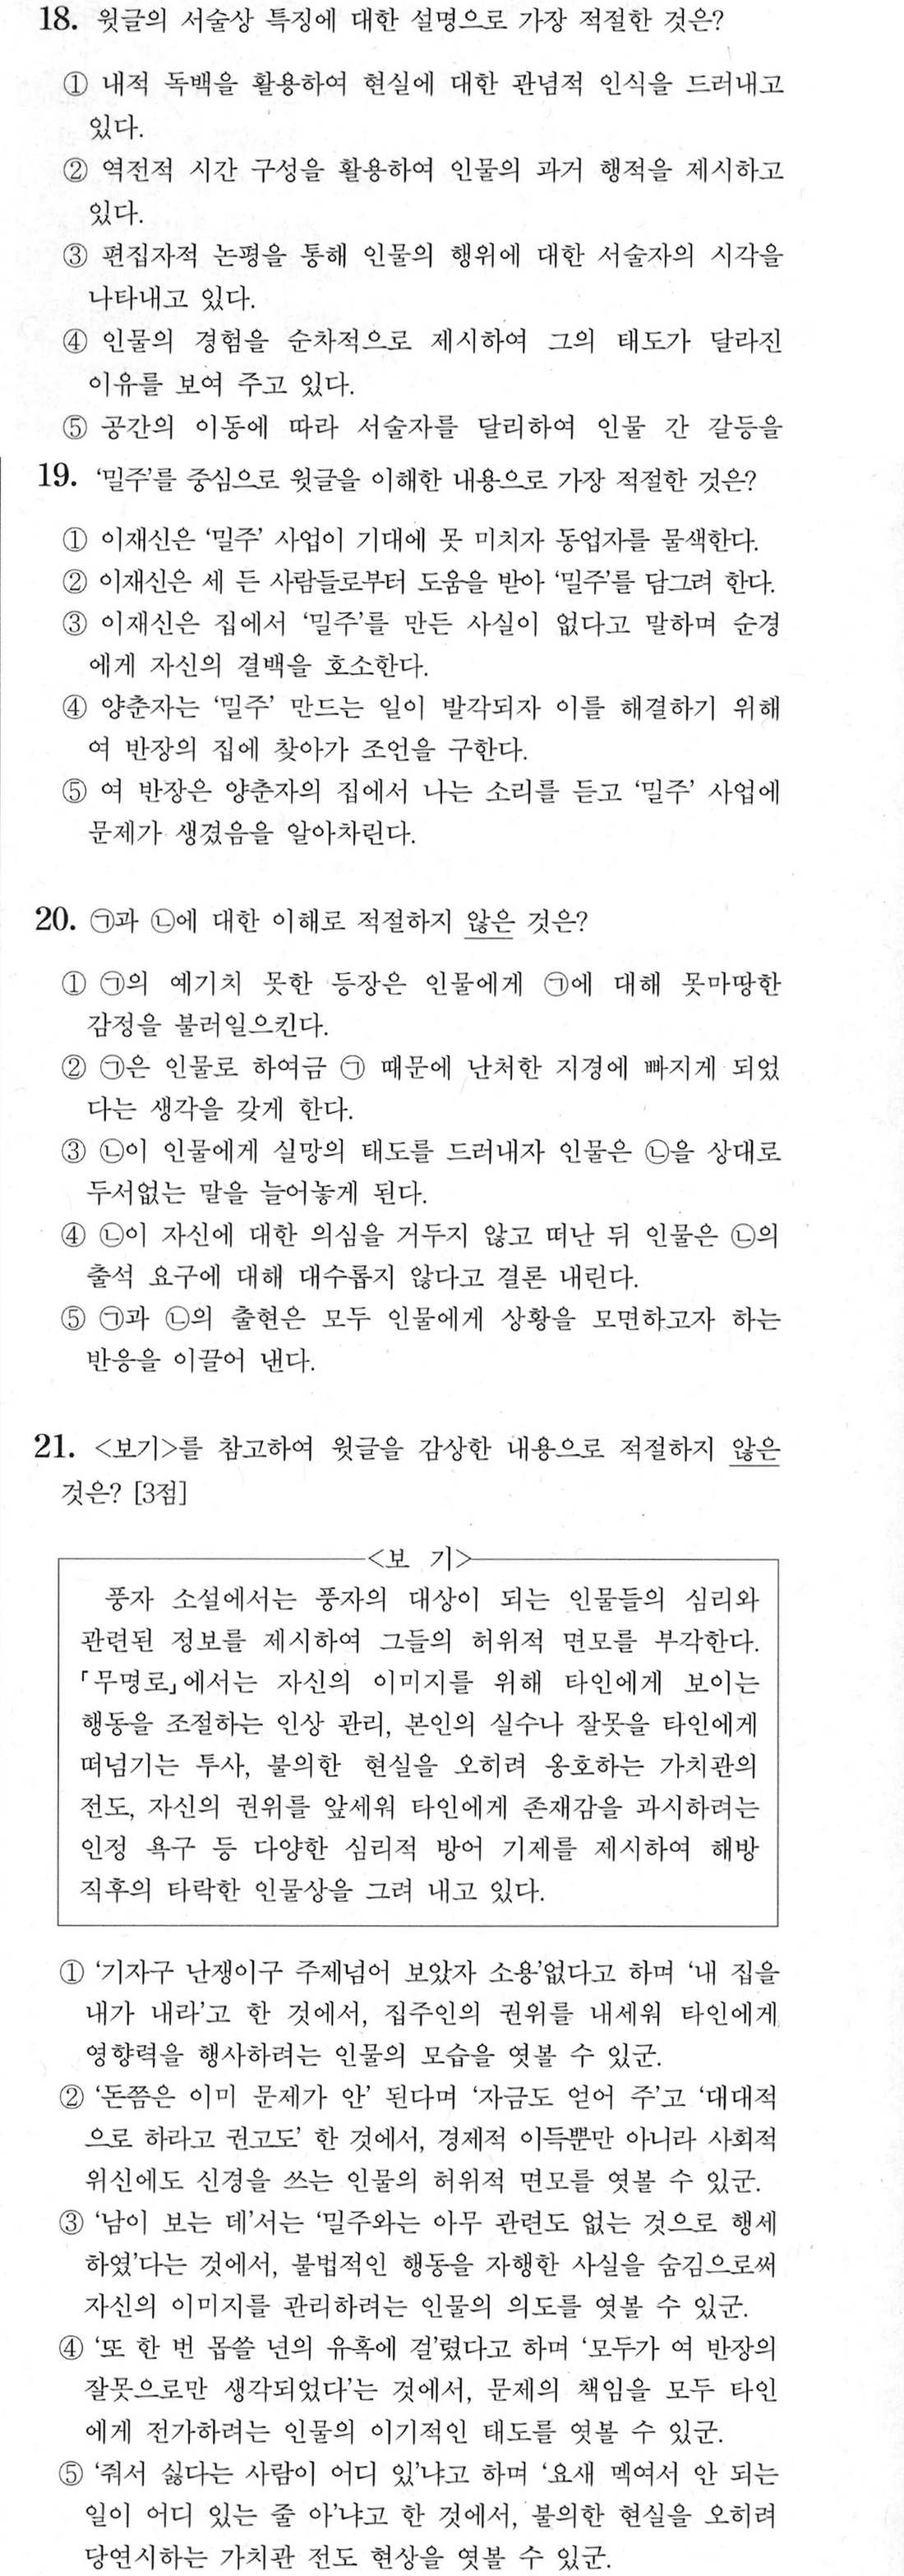 18. 윗글의 서술상 특징에 대한 설명으로 가장 적절한 것은?
① 내적 독백을 활용하여 현실에 대한 관념적 인식을 드러내고
있다.
② 역전적 시간 구성을 활용하여 인물의 과거 행적을 제시하고
있다.
③ 편집자적 논평을 통해 인물의 행위에 대한 서술자의 시각을
나타내고 있다.
④ 인물의 경험을 순차적으로 제시하여 그의 태도가 달라진
이유를 보여 주고 있다.
⑤ 공간의 이동에 따라 서술자를 달리하여 인물 간 갈등을
19. ‘밀주’를 중심으로 윗글을 이해한 내용으로 가장 적절한 것은?
① 이재신은 ‘밀주’ 사업이 기대에 못 미치자 동업자를 물색한다.
② 이재신은 세 든 사람들로부터 도움을 받아 ‘밀주’를 담그려 한다.
③ 이재신은 집에서 ‘밀주’를 만든 사실이 없다고 말하며 순경
에게 자신의 결백을 호소한다.
④ 양춘자는 ‘밀주’ 만드는 일이 발각되자 이를 해결하기 위해
여 반장의 집에 찾아가 조언을 구한다.
⑤ 여 반장은 양춘자의 집에서 나는 소리를 듣고 ‘밀주’ 사업에
문제가 생겼음을 알아차린다.
20. ㉠과 ㉡에 대한 이해로 적절하지 않은 것은?
① ㉠의 예기치 못한 등장은 인물에게 ㉠에 대해 못마땅한
감정을 불러일으킨다.
② ㉠은 인물로 하여금 ㉠ 때문에 난처한 지경에 빠지게 되었
다는 생각을 갖게 한다.
③ ㉡이 인물에게 실망의 태도를 드러내자 인물은 ㉡을 상대로
두서없는 말을 늘어놓게 된다.
④ ㉡이 자신에 대한 의심을 거두지 않고 떠난 뒤 인물은 ㉡의
출석 요구에 대해 대수롭지 않다고 결론 내린다.
⑤ ㉠과 ㉡의 출현은 모두 인물에게 상황을 모면하고자 하는
반응을 이끌어 낸다.
21. <보기>를 참고하여 윗글을 감상한 내용으로 적절하지 않은
것은? [3점]
<보 기>
풍자 소설에서는 풍자의 대상이 되는 인물들의 심리와
관련된 정보를 제시하여 그들의 허위적 면모를 부각한다.
「무명로」에서는 자신의 이미지를 위해 타인에게 보이는
행동을 조절하는 인상 관리, 본인의 실수나 잘못을 타인에게
떠넘기는 투사, 불의한 현실을 오히려 옹호하는 가치관의
전도, 자신의 권위를 앞세워 타인에게 존재감을 과시하려는
인정 욕구 등 다양한 심리적 방어 기제를 제시하여 해방
직후의 타락한 인물상을 그려 내고 있다.
① ‘기자구 난쟁이구 주제넘어 보았자 소용’없다고 하며 ‘내 집을
내가 내라’고 한 것에서, 집주인의 권위를 내세워 타인에게
영향력을 행사하려는 인물의 모습을 엿볼 수 있군.
② ‘돈쯤은 이미 문제가 안’ 된다며 ‘자금도 얻어 주’고 ‘대대적
으로 하라고 권고도’ 한 것에서, 경제적 이득뿐만 아니라 사회적
위신에도 신경을 쓰는 인물의 허위적 면모를 엿볼 수 있군.
③ ‘남이 보는 데’서는 ‘밀주와는 아무 관련도 없는 것으로 행세
하였’다는 것에서, 불법적인 행동을 자행한 사실을 숨김으로써
자신의 이미지를 관리하려는 인물의 의도를 엿볼 수 있군.
④ ‘또 한 번 몹쓸 년의 유혹에 걸’렸다고 하며 ‘모두가 여 반장의
잘못으로만 생각되었다’는 것에서, 문제의 책임을 모두 타인
에게 전가하려는 인물의 이기적인 태도를 엿볼 수 있군.
⑤ ‘줘서 싫다는 사람이 어디 있’냐고 하며 ‘요새 멕여서 안 되는
일이 어디 있는 줄 아’냐고 한 것에서, 불의한 현실을 오히려
당연시하는 가치관 전도 현상을 엿볼 수 있군.